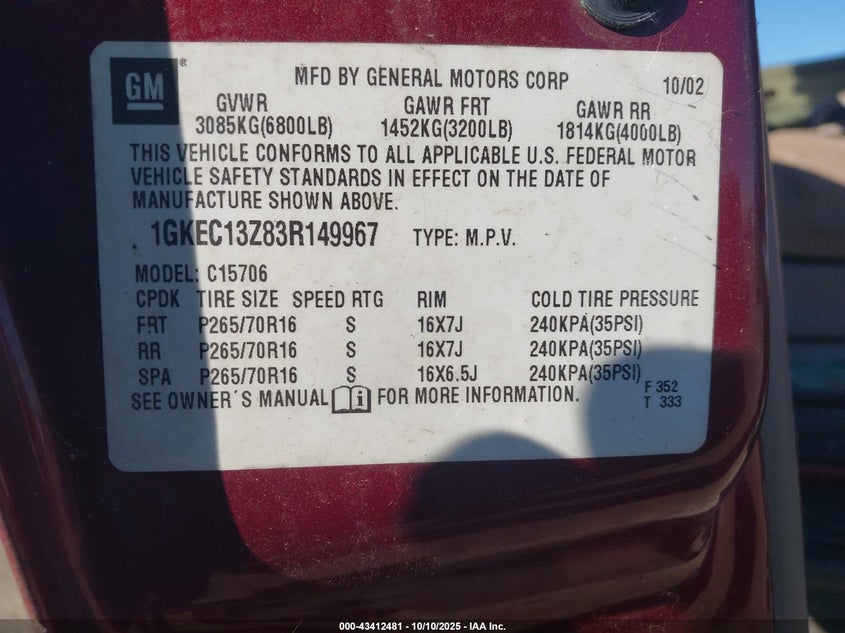 GM ®
MFD BY GENERAL MOTORS CORP 10/02
GVWR GAWR FRT GAWR RR
3085KG(6800LB) 1452KG(3200LB) 1814KG(4000LB)
THIS VEHICLE CONFORMS TO ALL APPLICABLE U.S. FEDERAL MOTOR
VEHICLE SAFETY STANDARDS IN EFFECT ON THE DATE OF
MANUFACTURE SHOWN ABOVE.
1GKEC13Z83R149967 TYPE: M.P.V.
MODEL: C15706
CPDK TIRE SIZE SPEED RTG RIM COLD TIRE PRESSURE
FRT P265/70R16 S 16X7J 240KPA(35PSI)
RR P265/70R16 S 16X7J 240KPA(35PSI)
SPA P265/70R16 S 16X6.5J 240KPA(35PSI)
SEE OWNER´S MANUAL FOR MORE INFORMATION.
F 352
T 333
000-43412481 - 10/10/2025 - IAA Inc.